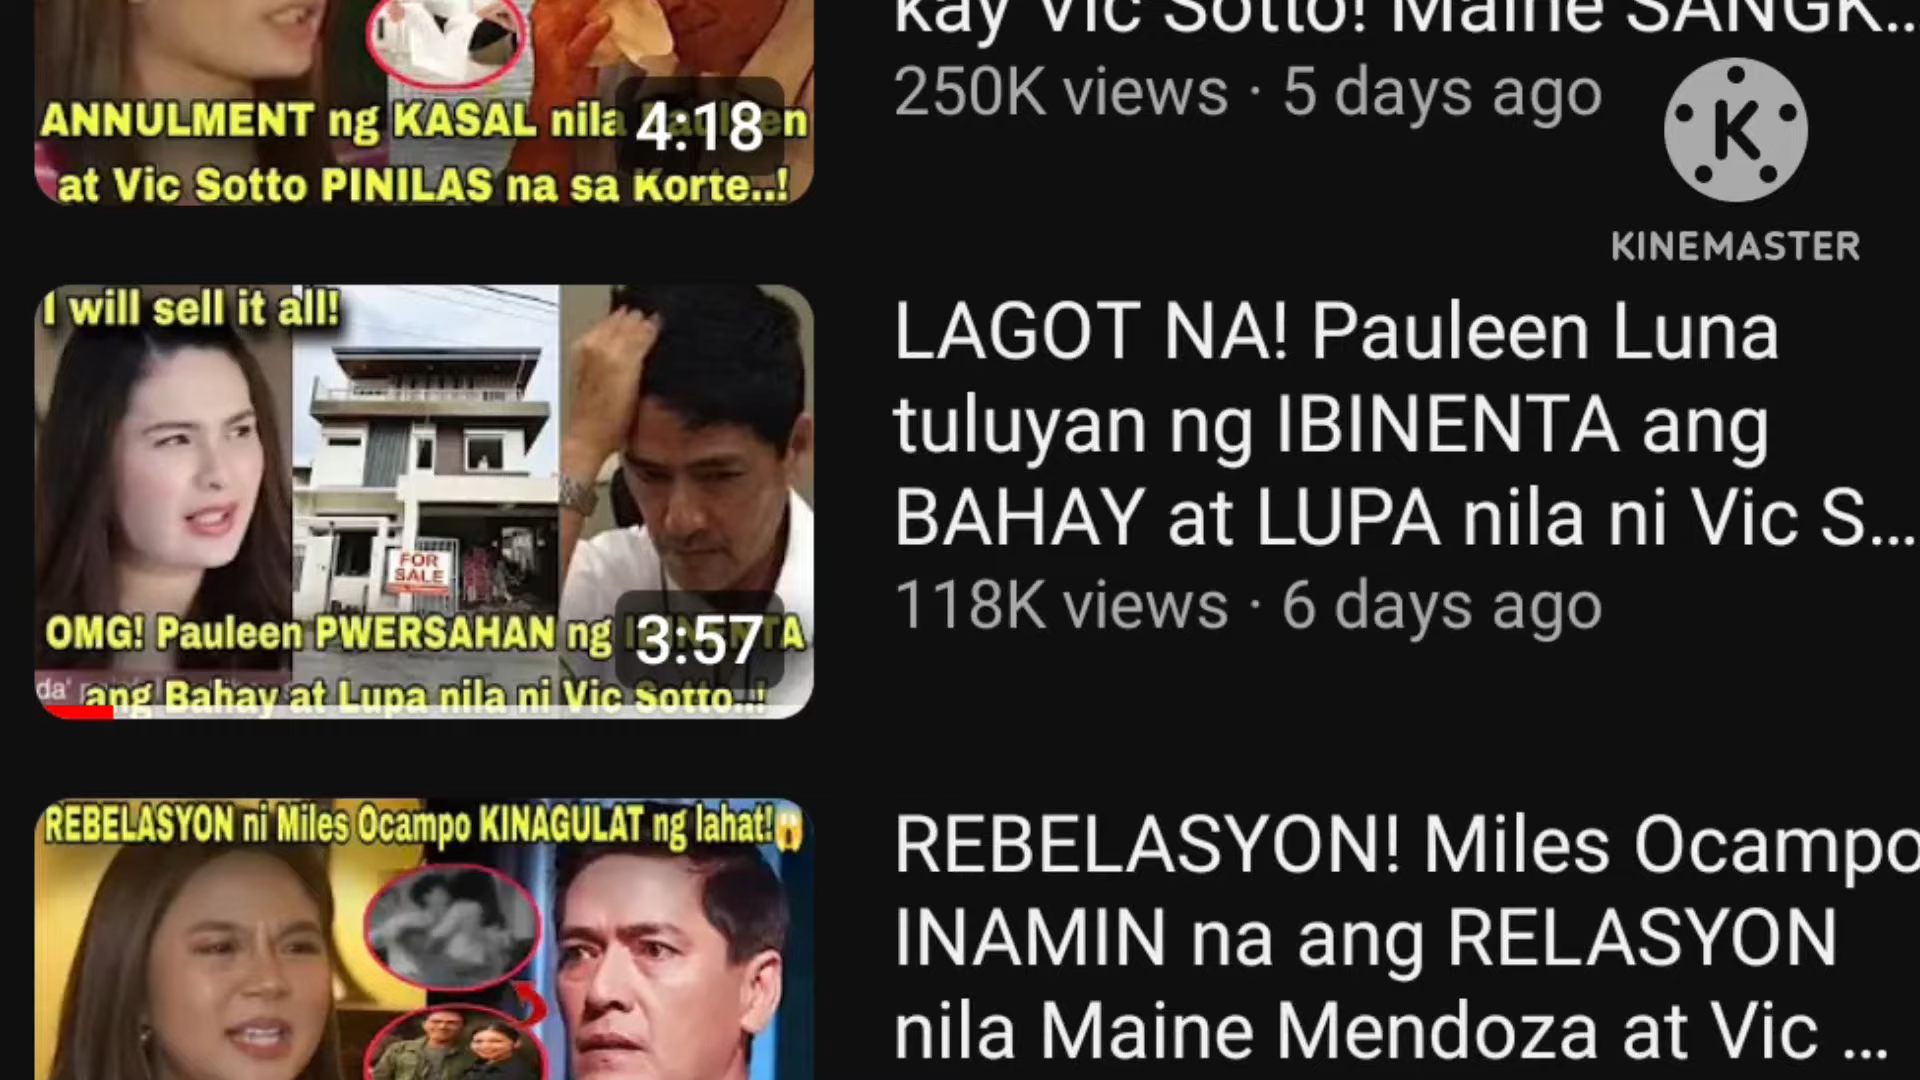 kay Vic Sotto! Maine SANGK...
250K views · 5 days ago
ANNULMENT ng KASAL nila
4:18
at Vic Sotto PINILAS na sa Korte..!
KINEMASTER
I will sell it all!
FOR
SALE
OMG! Pauleen PWERSAHAN ng
3:57
ang Bahay at Lupa nila ni Vic Sotto..!
LAGOT NA! Pauleen Luna
tuluyan ng IBINENTA ang
BAHAY at LUPA nila ni Vic S...
118K views · 6 days ago
REBELASYON ni Miles Ocampo KINAGULAT ng lahat!😱
REBELASYON! Miles Ocampo
INAMIN na ang RELASYON
nila Maine Mendoza at Vic ...